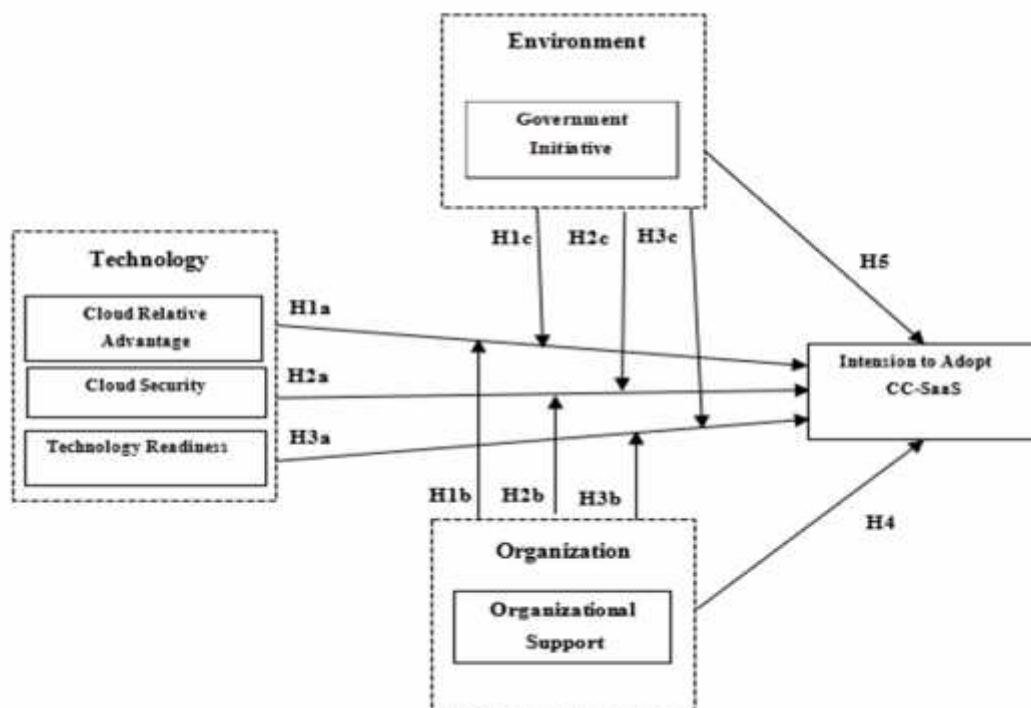 Environment
Government
Initiative
H1c
H2c
H3c
H5
Technology
Cloud Relative
Advantage
Cloud Security
Technology Readiness
H1a
H2a
H3a
Intension to Adopt
CC-SaaS
H1b
H2b
H3b
H4
Organization
Organizational
Support